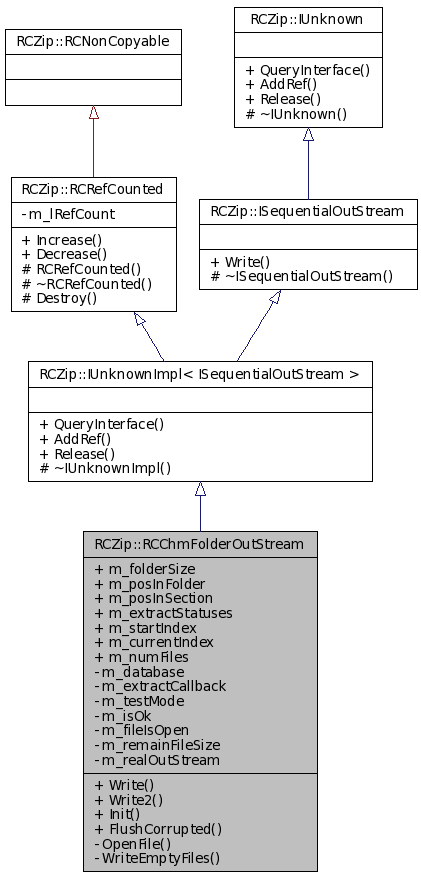 RCZip::RCNonCopyable
RCZip::IUnknown
+ QueryInterface()
+ AddRef()
+ Release()
# ~IUnknown()
RCZip::RCRefCounted
- m_lRefCount
+ Increase()
+ Decrease()
# RCRefCounted()
# ~RCRefCounted()
# Destroy()
RCZip::ISequentialOutStream
+ Write()
# ~ISequentialOutStream()
RCZip::IUnknownImpl< ISequentialOutStream >
+ QueryInterface()
+ AddRef()
+ Release()
# ~IUnknownImpl()
RCZip::RCChmFolderOutStream
+ m_folderSize
+ m_posInFolder
+ m_posInSection
+ m_extractStatuses
+ m_startIndex
+ m_currentIndex
+ m_numFiles
- m_database
- m_extractCallback
- m_testMode
- m_isOk
- m_fileIsOpen
- m_remainFileSize
- m_realOutStream
+ Write()
+ Write2()
+ Init()
+ FlushCorrupted()
- OpenFile()
- WriteEmptyFiles()